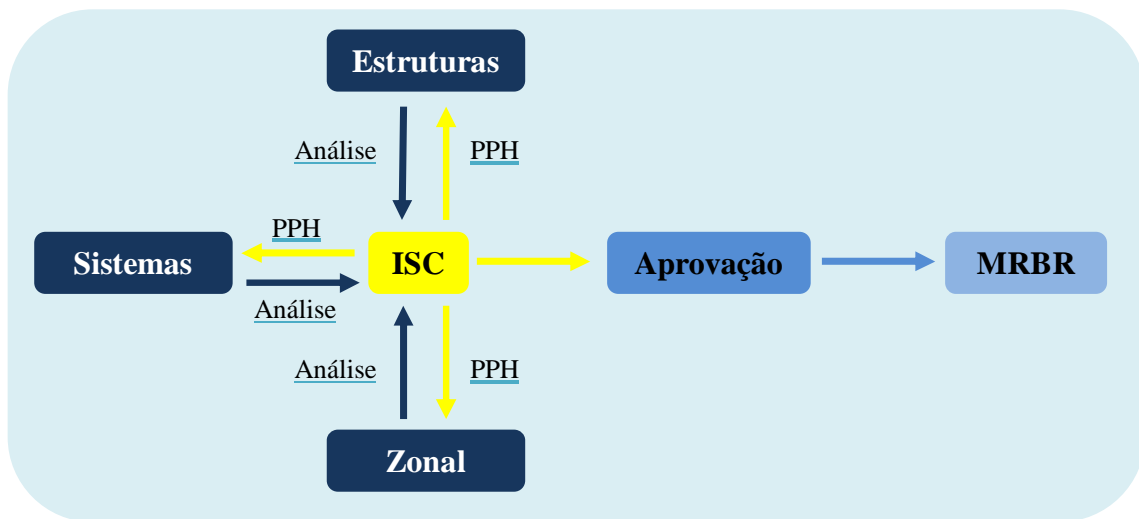 Estruturas
Análise
PPH
PPH
Sistemas
ISC
Aprovação
MRBR
Análise
Análise
PPH
Zonal